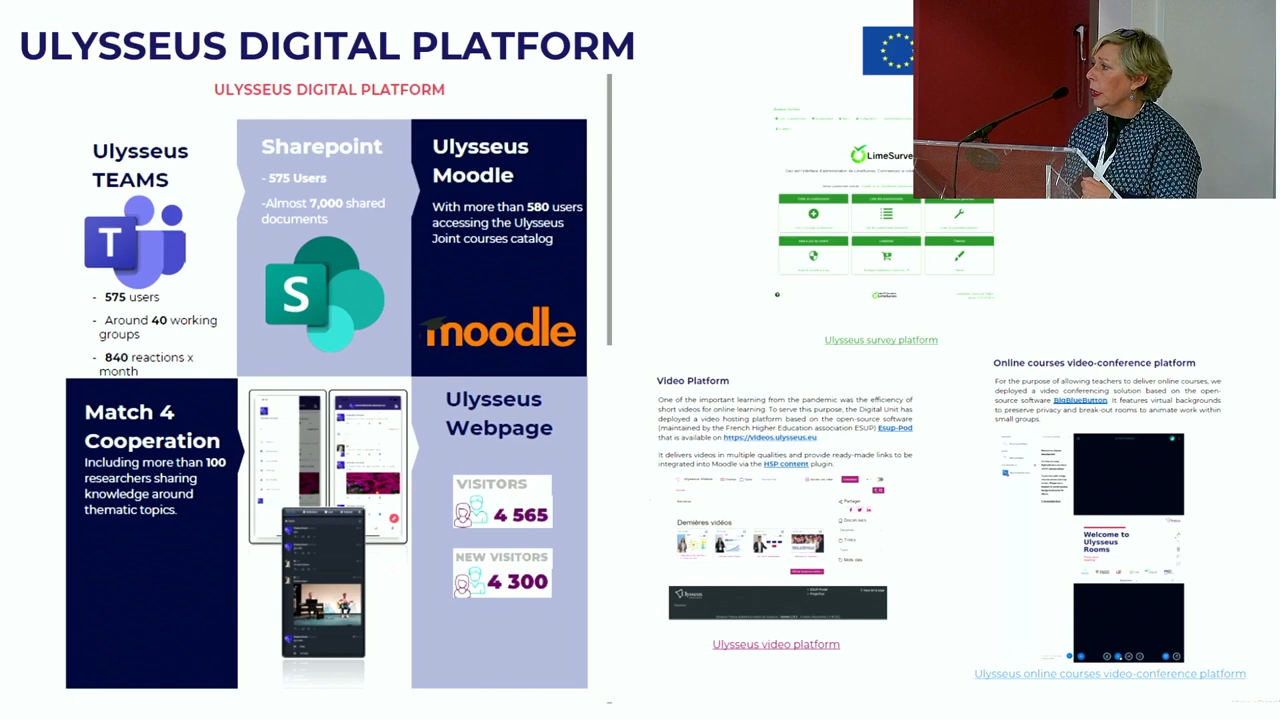 ULYSSEUS DIGITAL PLATFORM
ULYSSEUS DIGITAL PLATFORM
Ulysseus
TEAMS
T
- 575 users
- Around 40 working
groups
- 840 reactions x
month
Sharepoint
- 575 Users
-Almost 7,000 shared
documents
S
Ulysseus
Moodle
With more than 580 users
accessing the Ulysseus
Joint courses catalog
moodle
Match 4
Cooperation
Including more than 100
researchers sharing
knowledge around
thematic topics.
Ulysseus
Webpage
VISITORS
4 565
NEW VISITORS
4 300
LimeSurve
Ulysseus survey platform
Video Platform
One of the important learning from the pandemic was the efficiency of
short videos for online learning. To serve this purpose, the Digital Unit has
deployed a video hosting platform based on the open-source software
(maintained by the French Higher Education association ESUP) Esup-Pod
that is available on https://videos.ulysseus.eu.
It delivers videos in multiple qualities and provide ready-made links to be
integrated into Moodle via the H5P content plugin.
Dernières vidéos
Partager
Ulysseus video platform
Online courses video-conference platform
For the purpose of allowing teachers to deliver online courses, we
deployed a video conferencing solution based on the open-
source software BigBlueButton. It features virtual backgrounds
to preserve privacy and break-out rooms to animate work within
small groups.
Welcome to
Ulysseus
Rooms
Ulysseus online courses video-conference platform